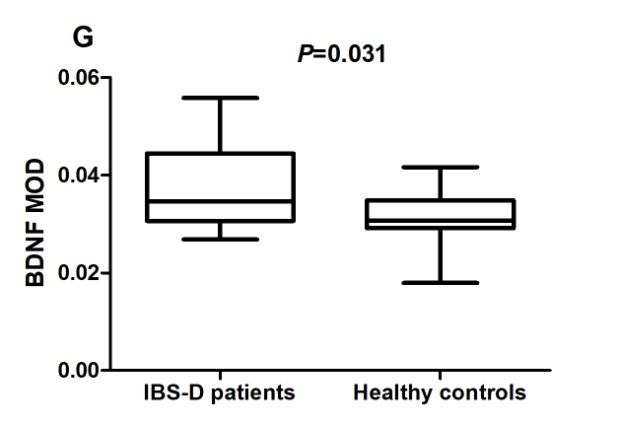 G
P=0.031
0.06
0.04
0.02
0.00
BDNF MOD
IBS-D patients
Healthy controls